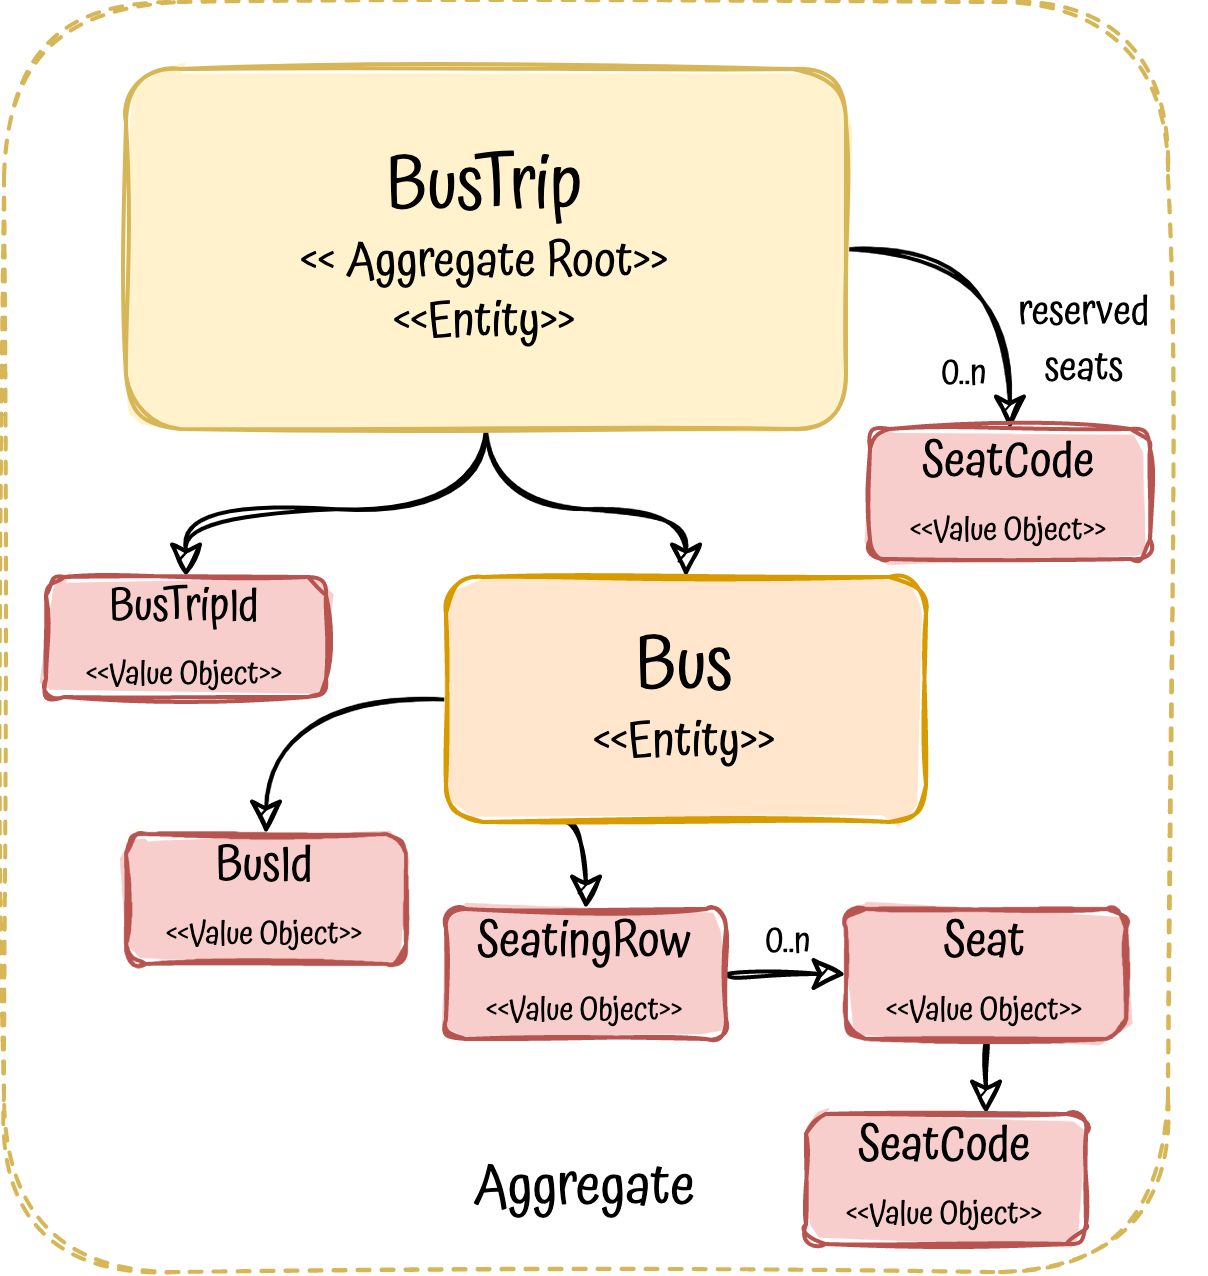 BusTrip
<< Aggregate Root>>
<<Entity>>
reserved
seats
0..n
SeatCode
<<Value Object>>
BusTripId
<<Value Object>>
Bus
<<Entity>>
BusId
<<Value Object>>
SeatingRow
<<Value Object>>
0..n
Seat
<<Value Object>>
SeatCode
<<Value Object>>
Aggregate